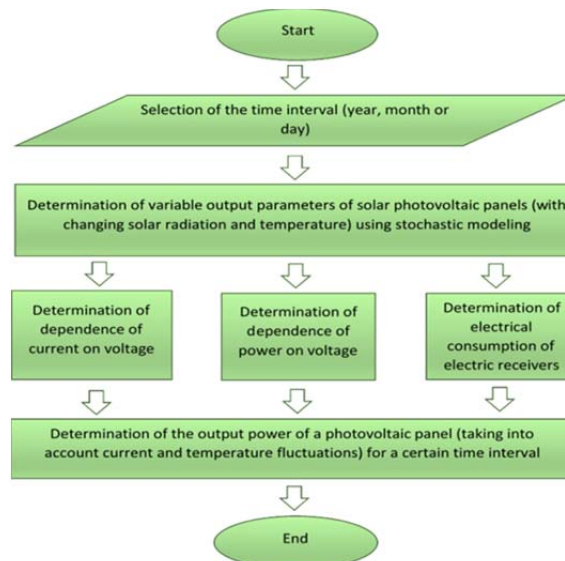 Start
Selection of the time interval (year, month or
day)
Determination of variable output parameters of solar photovoltaic panels (with
changing solar radiation and temperature) using stochastic modeling
Determination of
dependence of
current on voltage
Determination of
dependence of
power on voltage
Determination of
electrical
consumption of
electric receivers
Determination of the output power of a photovoltaic panel (taking into
account current and temperature fluctuations) for a certain time interval
End